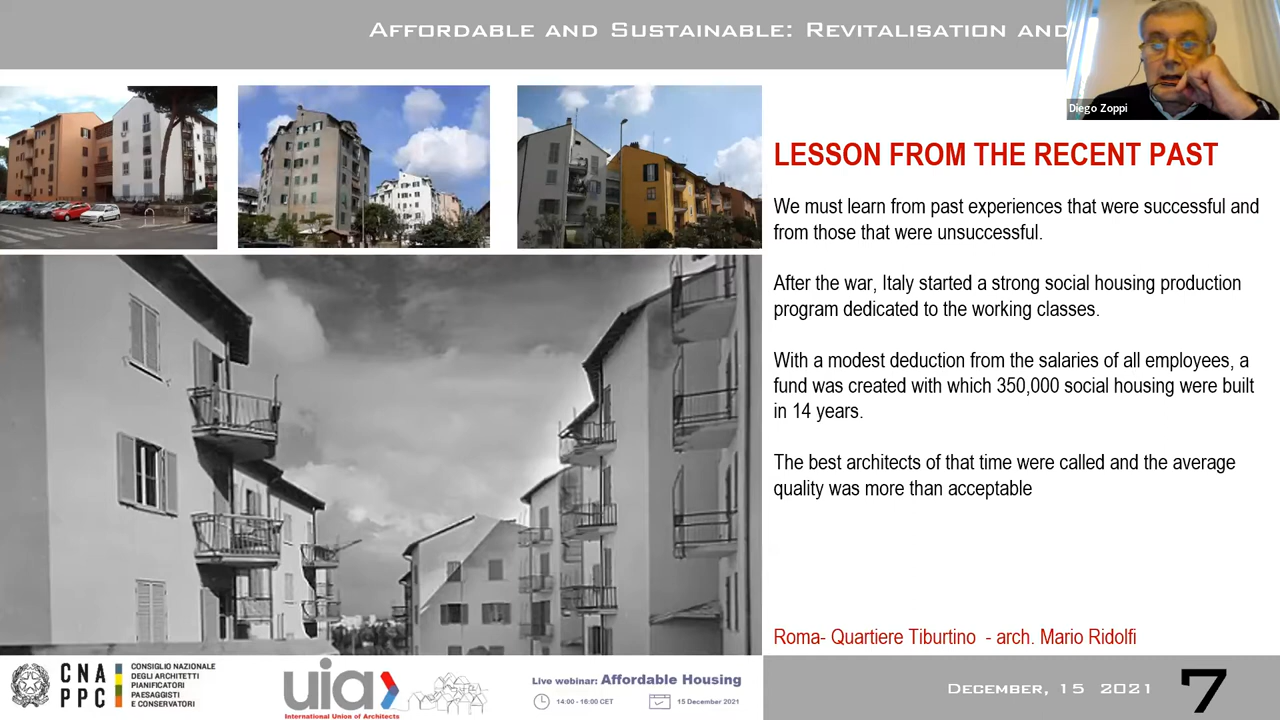 Affordable and Sustainable: Revitalisation and
Diego Zoppi
LESSON FROM THE RECENT PAST
We must learn from past experiences that were successful and
from those that were unsuccessful.
After the war, Italy started a strong social housing production
program dedicated to the working classes.
With a modest deduction from the salaries of all employees, a
fund was created with which 350,000 social housing were built
in 14 years.
The best architects of that time were called and the average
quality was more than acceptable
Roma- Quartiere Tiburtino - arch. Mario Ridolfi
CNA
PPC
CONSIGLIO NAZIONALE
DEGLI ARCHITETTI
PIANIFICATORI
PAESAGGISTI
E CONSERVATORI
uia
International Union of Architects
Live webinar: Affordable Housing
14:00 - 16:00 CET
15 December 2021
December, 15 2021
7